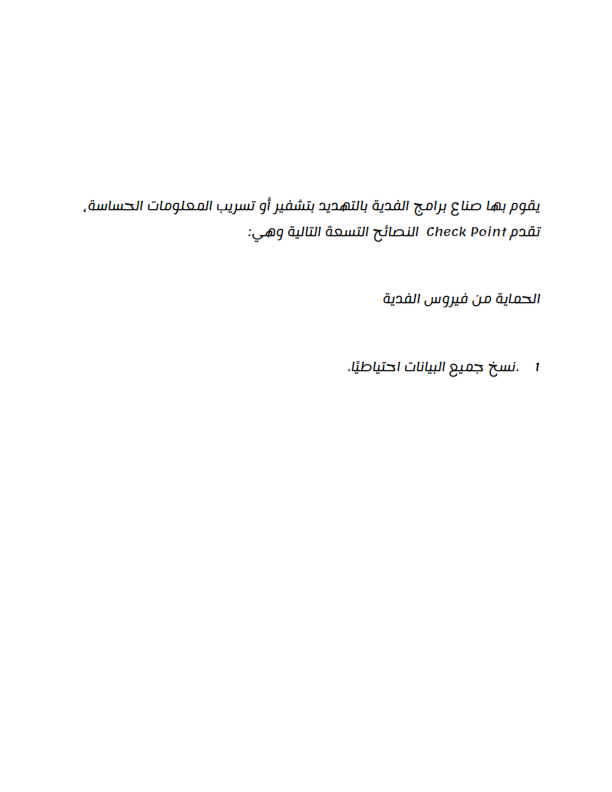 يقوم بها صناع برامج الفدية بالتهديد بتشفير أو تسريب المعلومات الحساسة،
تقدم Check Point النصائح التسعة التالية وهي:
الحماية من فيروس الفدية
1 .نسخ جميع البيانات احتياطيًا.